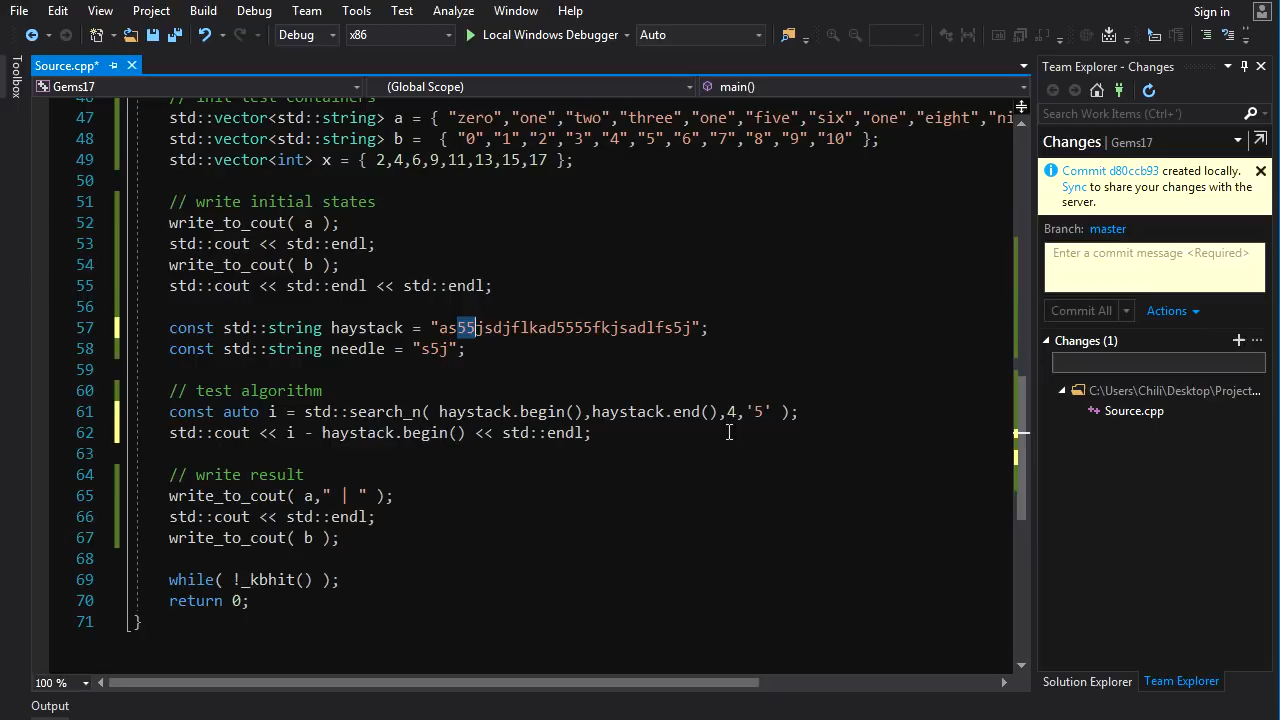 File Edit View Project Build Debug Team Tools Test Analyze Window Help Sign in
Debug x86 Local Windows Debugger Auto
Toolbox
Source.cpp*
Gems17 (Global Scope) main()
46 // init test containers
47 std::vector<std::string> a = { "zero","one","two","three","one","five","six","one","eight","ni
48 std::vector<std::string> b =  { "0","1","2","3","4","5","6","7","8","9","10" };
49 std::vector<int> x = { 2,4,6,9,11,13,15,17 };
50
51 // write initial states
52 write_to_cout( a );
53 std::cout << std::endl;
54 write_to_cout( b );
55 std::cout << std::endl << std::endl;
56
57 const std::string haystack = "as55jsdjflkad5555fkjsadlfs5j";
58 const std::string needle = "s5j";
59
60 // test algorithm
61 const auto i = std::search_n( haystack.begin(),haystack.end(),4,'5' );
62 std::cout << i - haystack.begin() << std::endl;
63
64 // write result
65 write_to_cout( a," | " );
66 std::cout << std::endl;
67 write_to_cout( b );
68
69 while( !_kbhit() );
70 return 0;
71 }
100 %
Output
Team Explorer - Changes
Search Work Items (Ctrl+')
Changes | Gems17
Commit d80ccb93 created locally.
Sync to share your changes with the
server.
Branch: master
Enter a commit message <Required>
Commit All Actions
Changes (1)
C:\Users\Chili\Desktop\Project...
Source.cpp
Solution Explorer Team Explorer